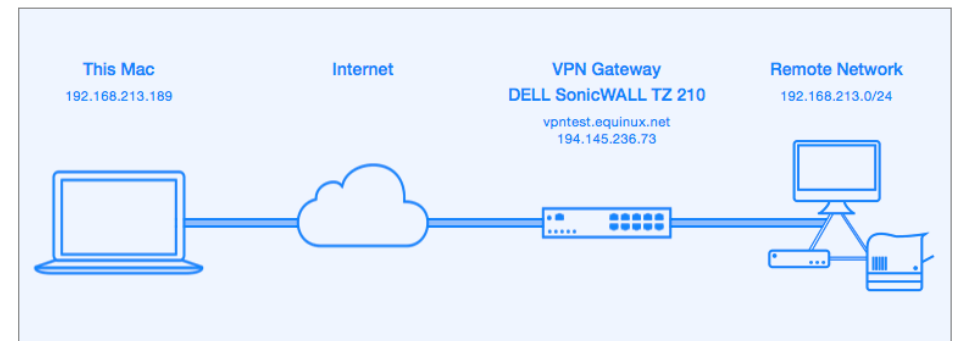 This Mac
192.168.213.189
Internet
VPN Gateway
DELL SonicWALL TZ 210
vpntest.equinux.net
194.145.236.73
Remote Network
192.168.213.0/24